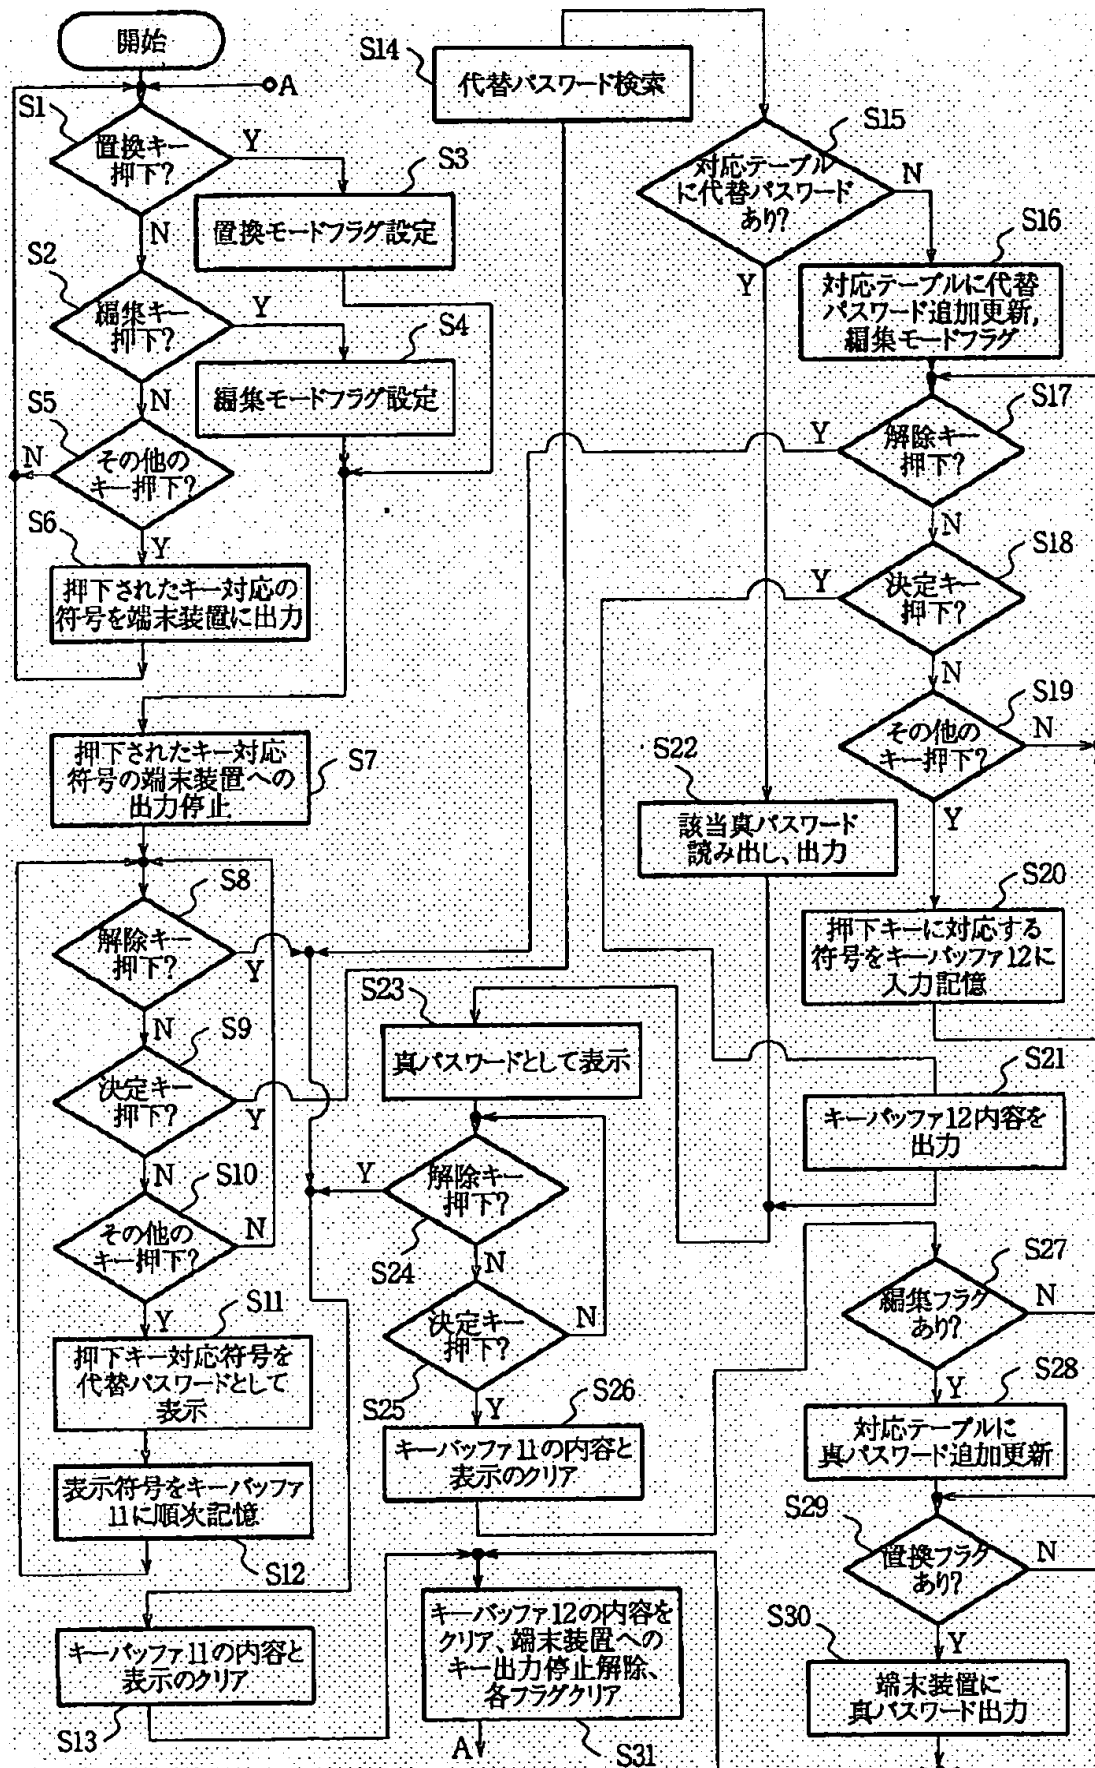 開始
A
S1
置換キー
押下?
Y
N
S3
置換モードフラグ設定
S2
編集キー
押下?
Y
N
S4
編集モードフラグ設定
S5
その他の
キー押下?
N
Y
S6
押下されたキー対応の
符号を端末装置に出力
押下されたキー対応
符号の端末装置への
出力停止
S7
S8
解除キー
押下?
Y
N
S9
決定キー
押下?
Y
N
S10
その他の
キー押下?
N
Y
S11
押下キー対応符号を
代替パスワードとして
表示
表示符号をキーバッファ
11に順次記憶
S12
キーバッファ11の内容と
表示のクリア
S13
S14
代替パスワード検索
S15
対応テーブル
に代替パスワード
あり?
N
Y
S16
対応テーブルに代替
パスワード追加更新,
編集モードフラグ
S17
解除キー
押下?
Y
N
S18
決定キー
押下?
Y
N
S19
その他の
キー押下?
N
Y
S20
押下キーに対応する
符号をキーバッファ12に
入力記憶
S21
キーバッファ12内容を
出力
S22
該当真パスワード
読み出し、出力
S23
真パスワードとして表示
解除キー
押下?
Y
N
S24
決定キー
押下?
N
Y
S25
S26
キーバッファ11の内容と
表示のクリア
S27
編集フラグ
あり?
N
Y
S28
対応テーブルに
真パスワード追加更新
S29
置換フラグ
あり?
N
Y
S30
端末装置に
真パスワード出力
キーバッファ12の内容を
クリア、端末装置への
キー出力停止解除、
各フラグクリア
S31
A